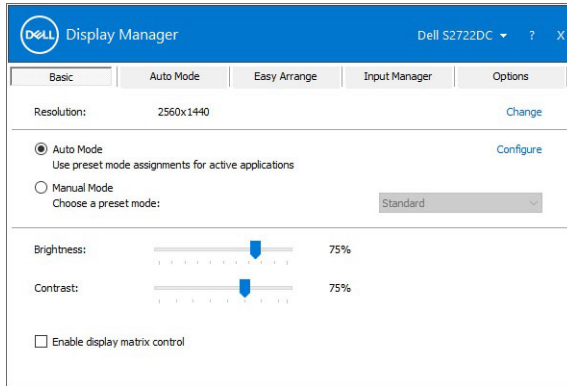 DELL Display Manager Dell S2722DC ? X
Basic Auto Mode Easy Arrange Input Manager Options
Resolution: 2560x1440 Change
Auto Mode Configure
Use preset mode assignments for active applications
Manual Mode
Choose a preset mode: Standard
Brightness: 75%
Contrast: 75%
Enable display matrix control